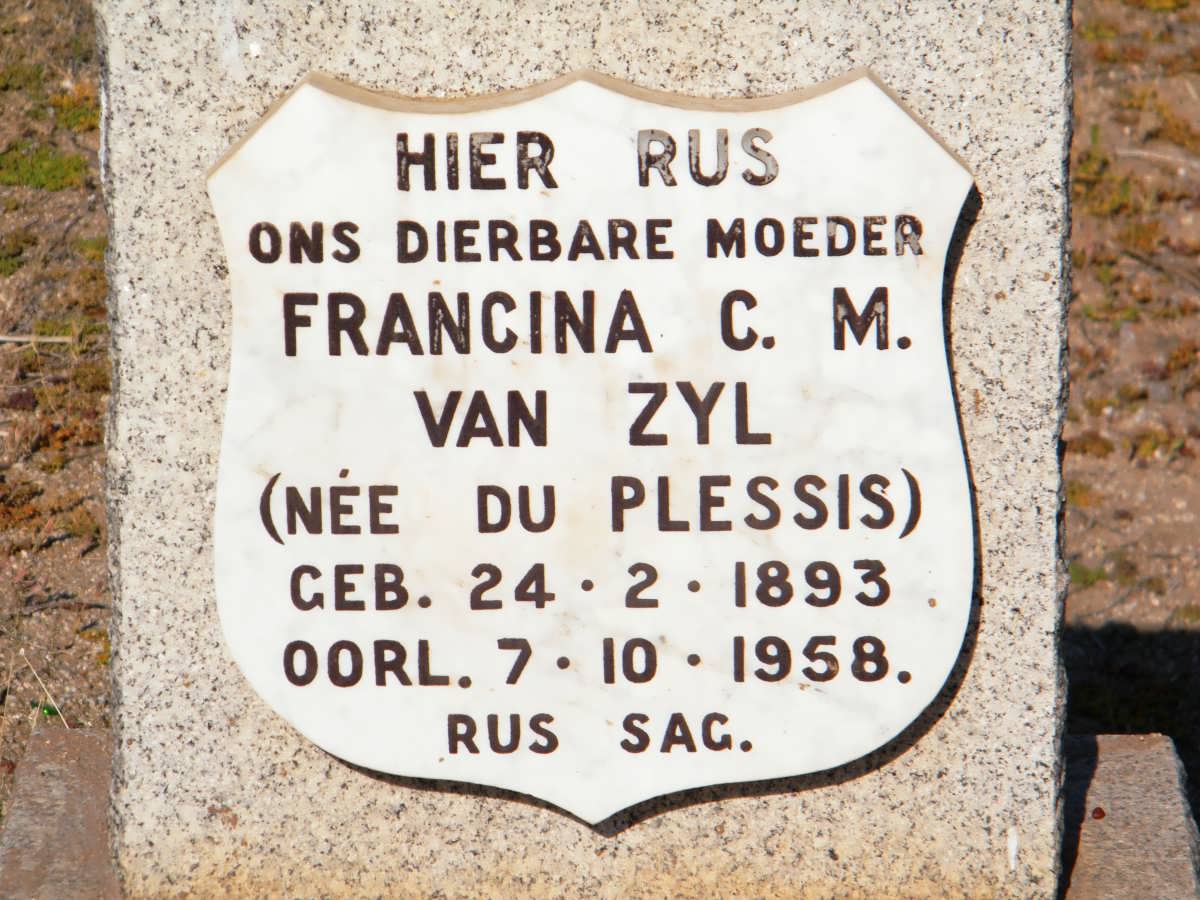 HIER RUS
ONS DIERBARE MOEDER
FRANCINA C. M.
VAN ZYL
(NÉE DU PLESSIS)
GEB. 24 · 2 · 1893
OORL. 7 · 10 · 1958.
RUS SAG.